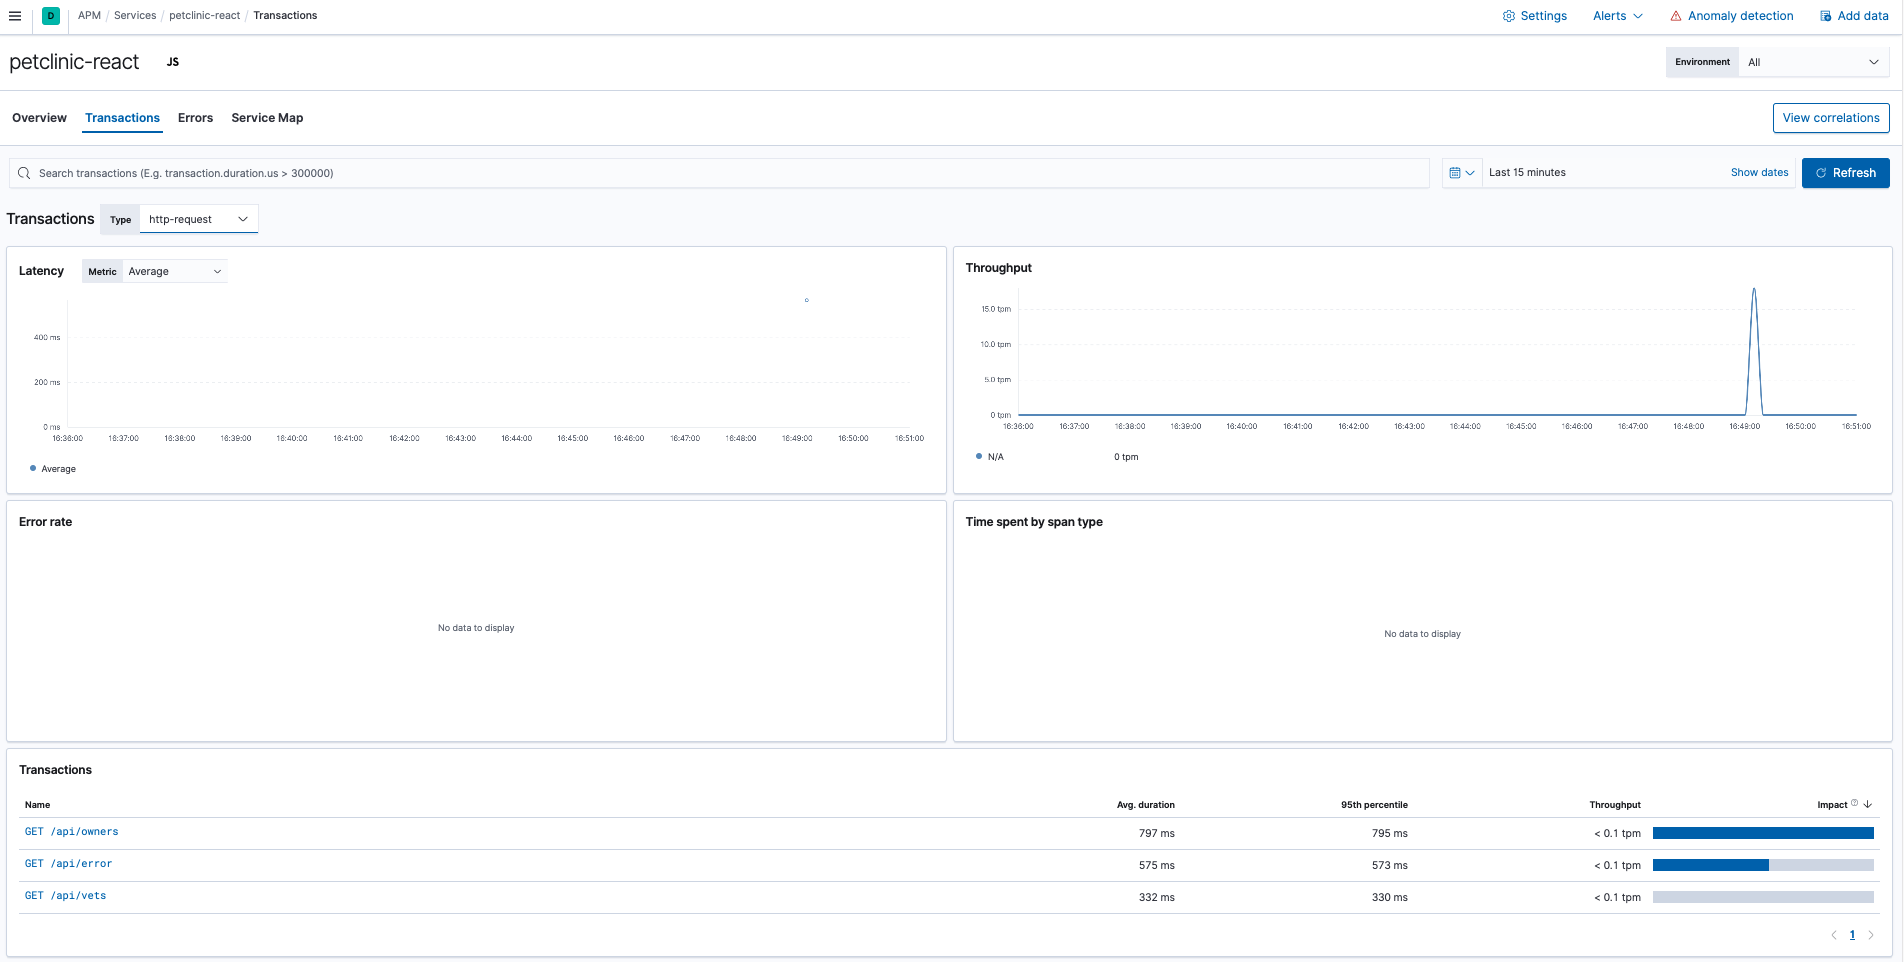 D APM / Services / petclinic-react / Transactions Settings Alerts Anomaly detection Add data
petclinic-react JS Environment All
Overview Transactions Errors Service Map View correlations
Search transactions (E.g. transaction.duration.us > 300000) Last 15 minutes Show dates Refresh
Transactions Type http-request
Latency Metric Average
400 ms
200 ms
0 ms
16:36:00 16:37:00 16:38:00 16:39:00 16:40:00 16:41:00 16:42:00 16:43:00 16:44:00 16:45:00 16:46:00 16:47:00 16:48:00 16:49:00 16:50:00 16:51:00
Average
Throughput
15.0 tpm
10.0 tpm
5.0 tpm
0 tpm
16:36:00 16:37:00 16:38:00 16:39:00 16:40:00 16:41:00 16:42:00 16:43:00 16:44:00 16:45:00 16:46:00 16:47:00 16:48:00 16:49:00 16:50:00 16:51:00
N/A 0 tpm
Error rate
No data to display
Time spent by span type
No data to display
Transactions
Name Avg. duration 95th percentile Throughput Impact
GET /api/owners 797 ms 795 ms < 0.1 tpm
GET /api/error 575 ms 573 ms < 0.1 tpm
GET /api/vets 332 ms 330 ms < 0.1 tpm
1